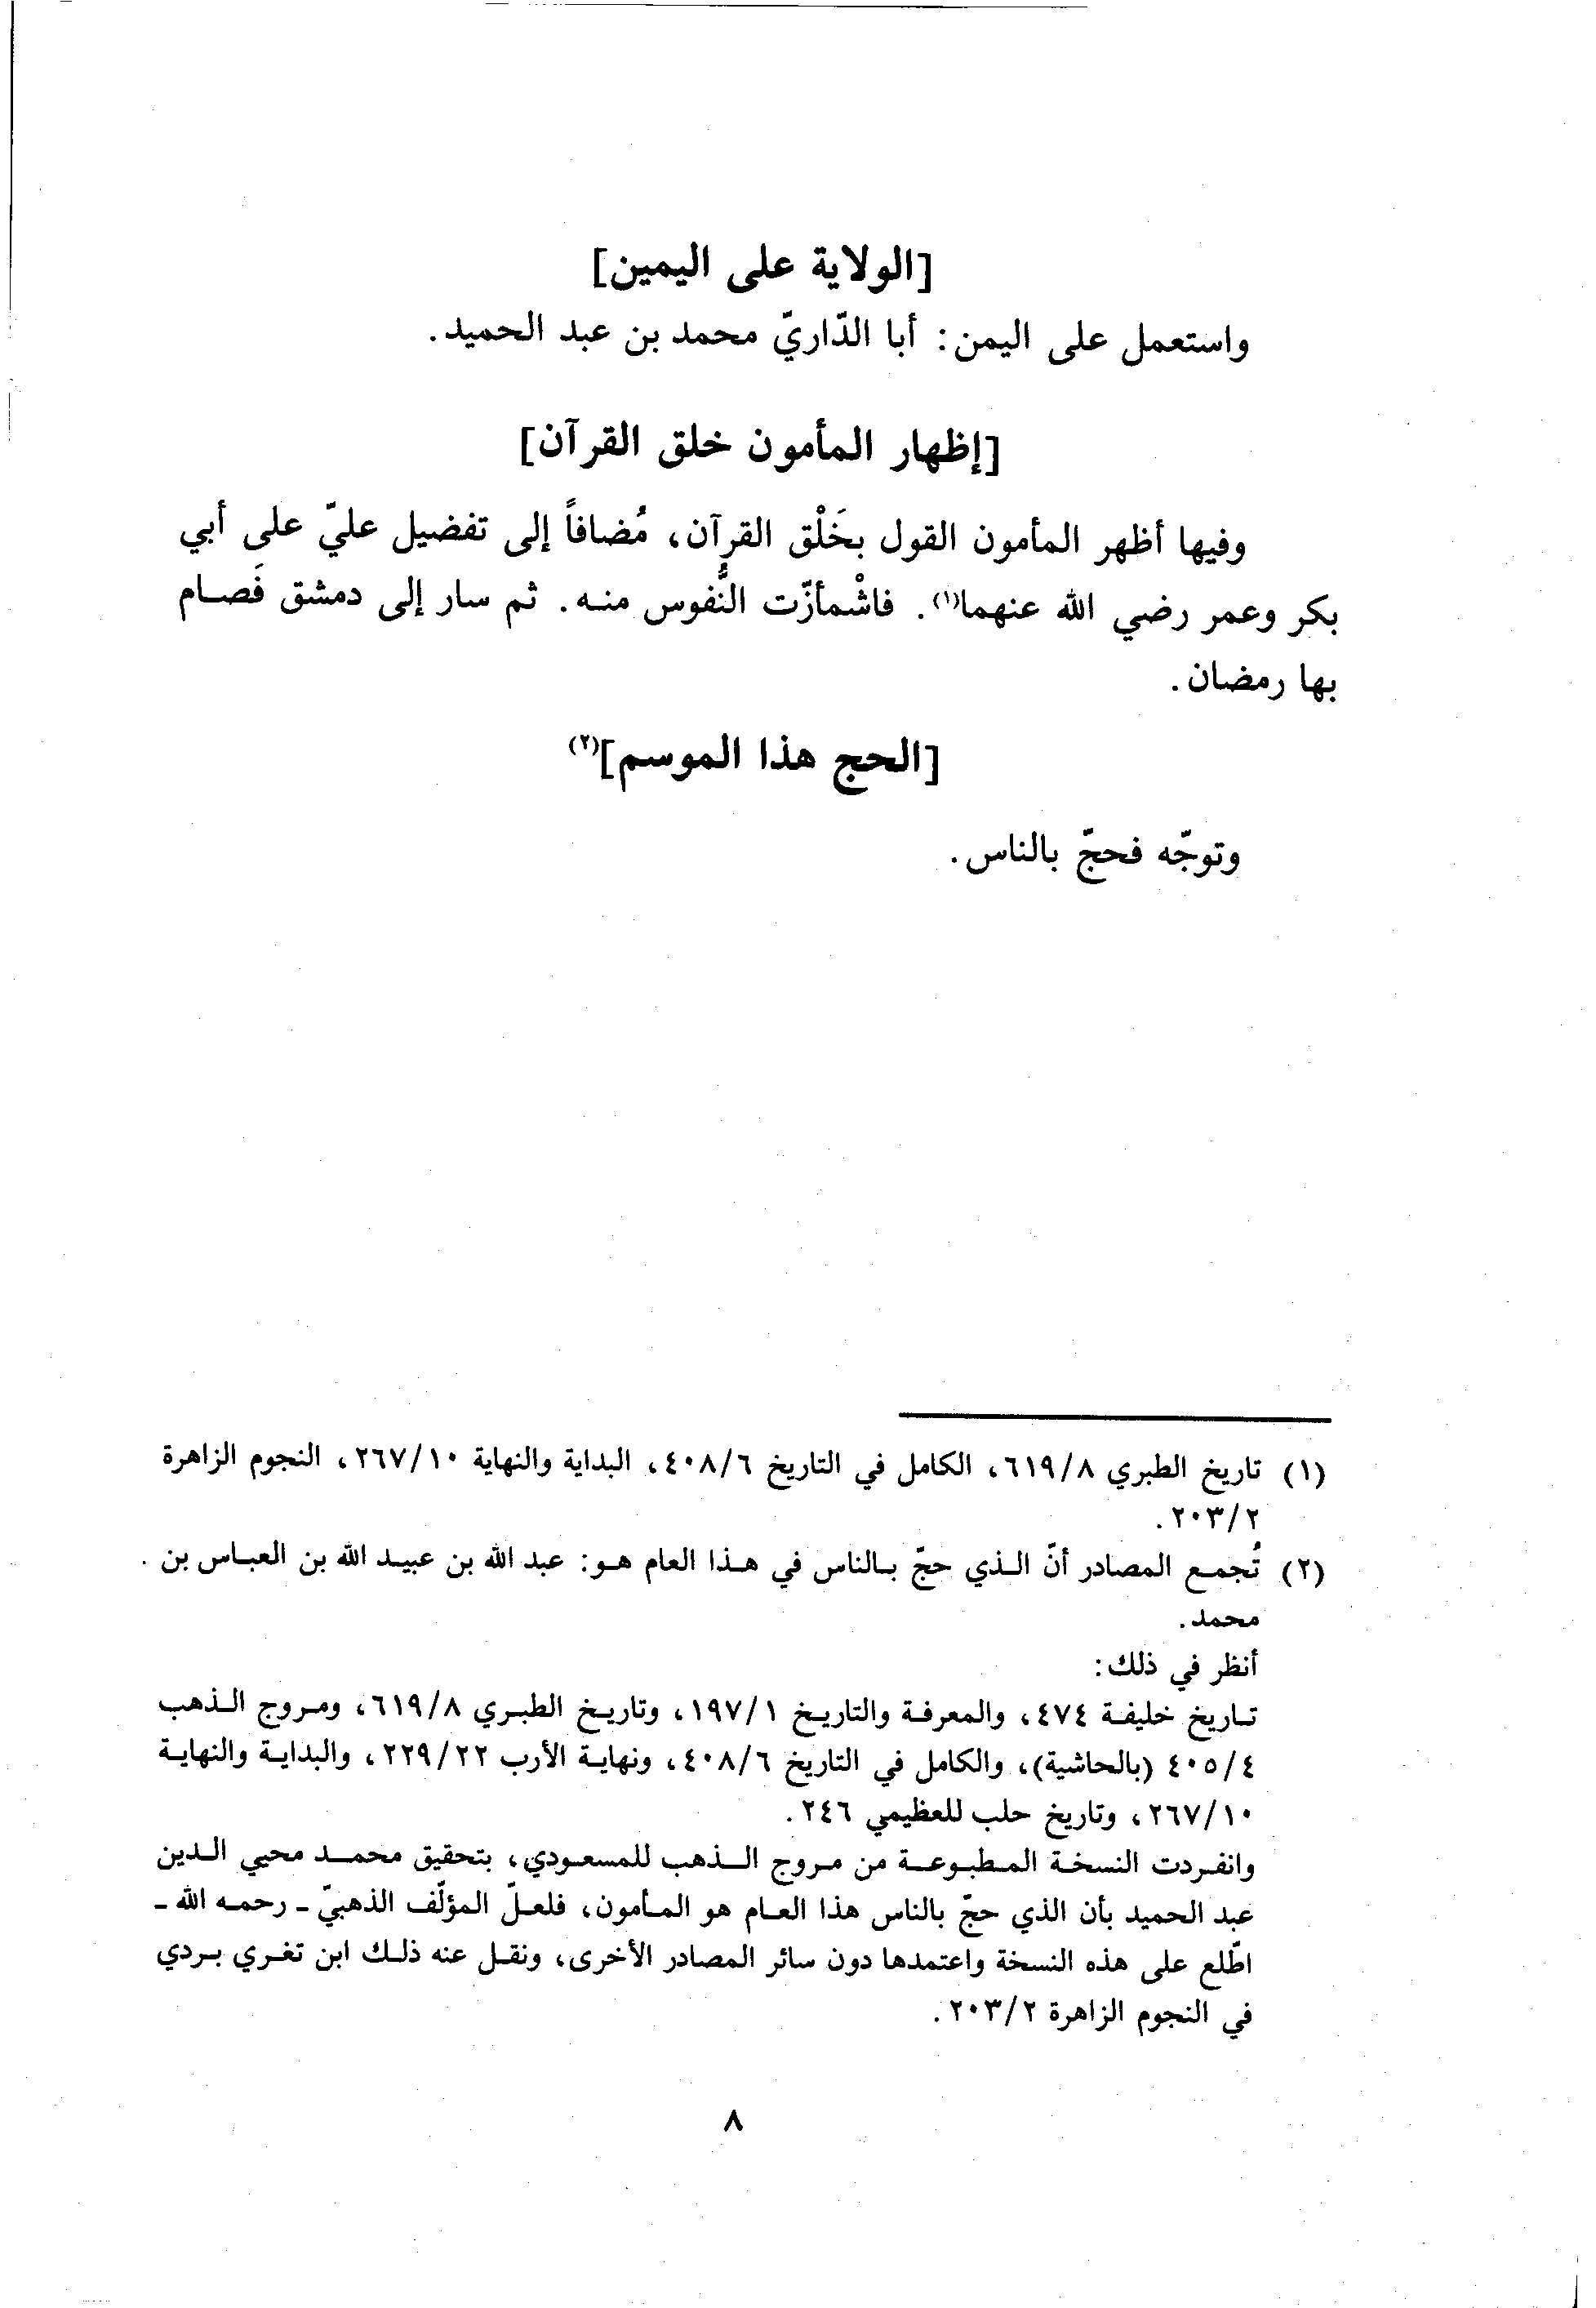 [الولاية على اليمين]
واستعمل على اليمن: أبا الدّاريّ محمد بن عبد الحميد.
[إظهار المأمون خلق القرآن]
وفيها أظهر المأمون القول بخَلْق القرآن، مُضافاً إلى تفضيل عليّ على أبي
بكر وعمر رضي الله عنهما(١). فاشْمأزّت النُّفوس منه. ثم سار إلى دمشق فَصام
بها رمضان.
[الحج هذا الموسم](٢)
وتوجّه فحجّ بالناس.
(١) تاريخ الطبري ٦١٩/٨، الكامل في التاريخ ٤٠٨/٦، البداية والنهاية ٢٦٧/١٠، النجوم الزاهرة
٢٠٣/٢.
(٢) تُجمع المصادر أنّ الذي حجّ بالناس في هذا العام هو: عبد الله بن عبيد الله بن العباس بن
محمد.
أنظر في ذلك:
تاريخ خليفة ٤٧٤، والمعرفة والتاريخ ١٩٧/١، وتاريخ الطبري ٦١٩/٨، ومروج الذهب
٤٠٥/٤ (بالحاشية)، والكامل في التاريخ ٤٠٨/٦، ونهاية الأرب ٢٢٩/٢٢، والبداية والنهاية
٢٦٧/١٠، وتاريخ حلب للعظيمي ٢٤٦.
وانفردت النسخة المطبوعة من مروج الذهب للمسعودي، بتحقيق محمد محيي الدين
عبد الحميد بأن الذي حجّ بالناس هذا العام هو المأمون، فلعلّ المؤلّف الذهبيّ - رحمه الله -
اطّلع على هذه النسخة واعتمدها دون سائر المصادر الأخرى، ونقل عنه ذلك ابن تغري بردي
في النجوم الزاهرة ٢٠٣/٢.
٨